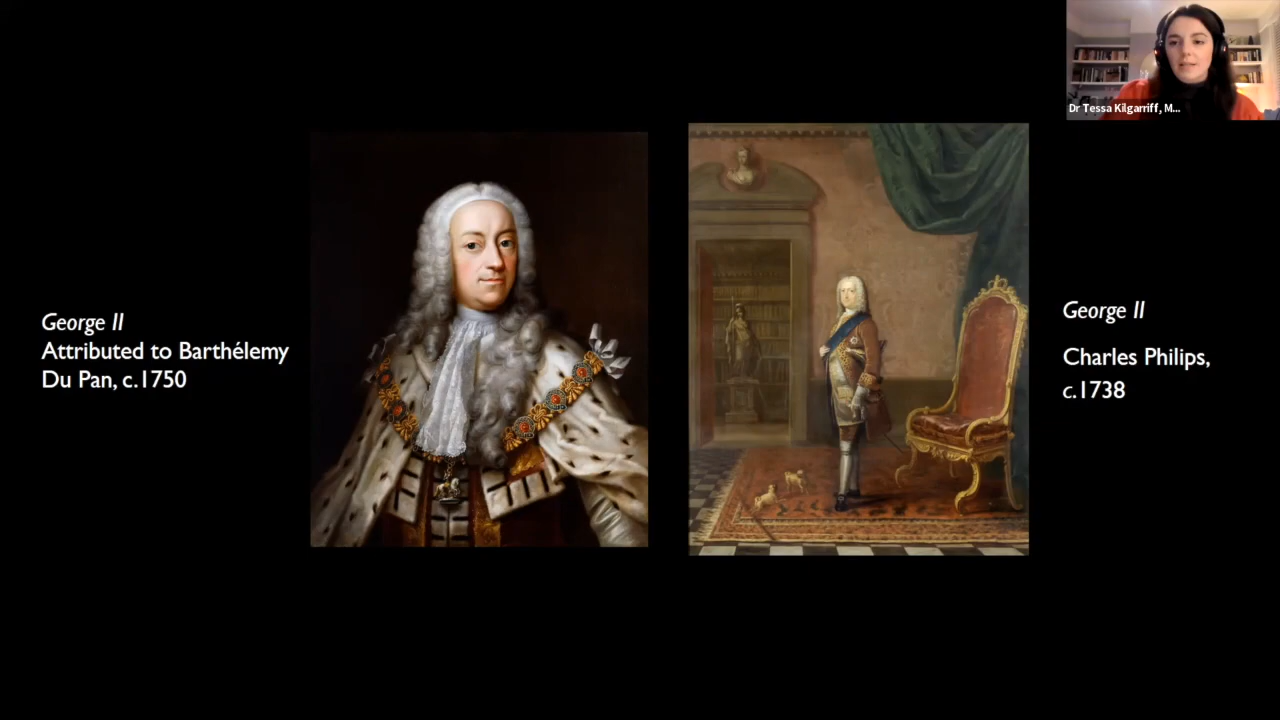 Dr Tessa Kilgarriff, M...
George II
Attributed to Barthélemy
Du Pan, c.1750
George II
Charles Philips,
c.1738